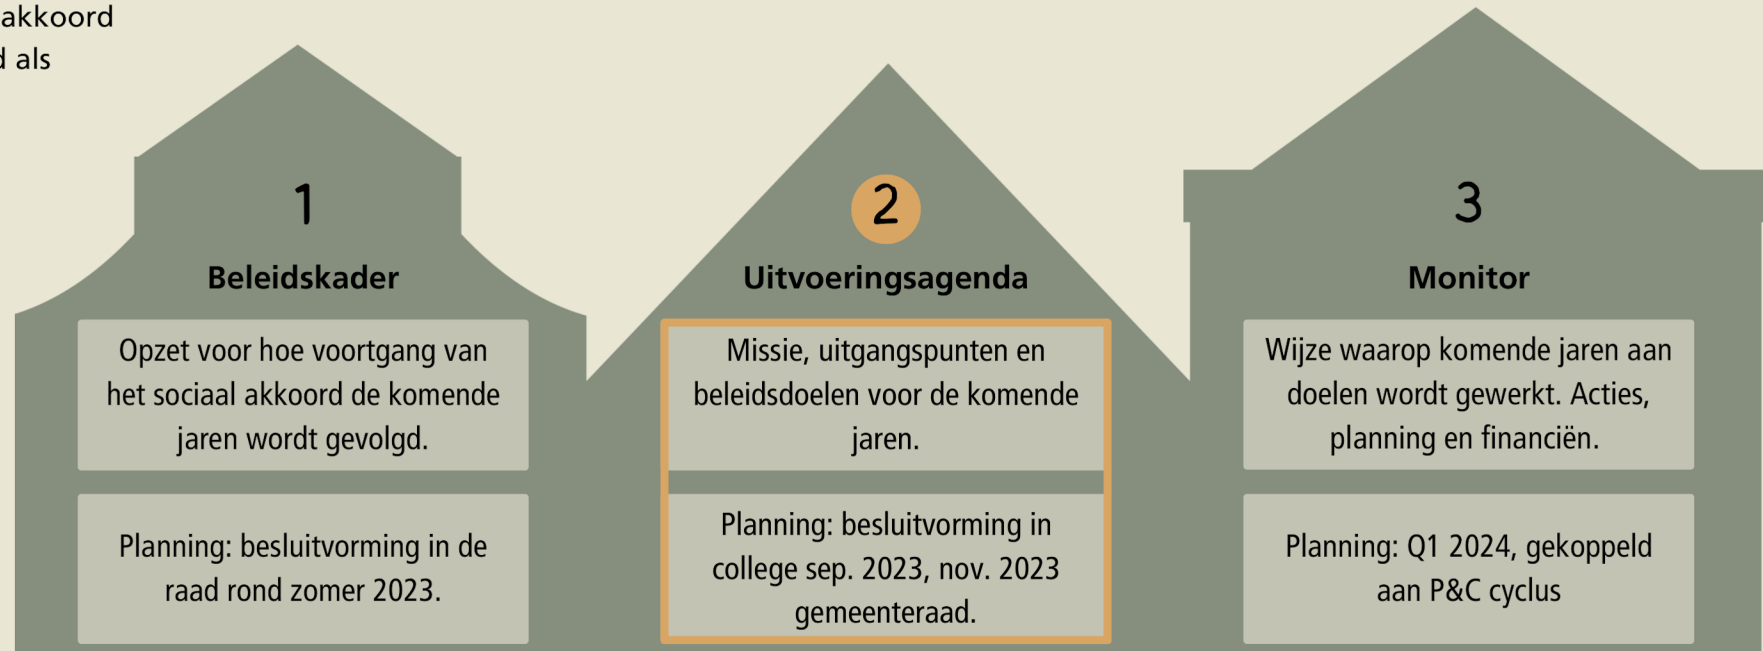 akkoord
als
1
Beleidskader
Opzet voor hoe voortgang van
het sociaal akkoord de komende
jaren wordt gevolgd.
Planning: besluitvorming in de
raad rond zomer 2023.
2
Uitvoeringsagenda
Missie, uitgangspunten en
beleidsdoelen voor de komende
jaren.
Planning: besluitvorming in
college sep. 2023, nov. 2023
gemeenteraad.
3
Monitor
Wijze waarop komende jaren aan
doelen wordt gewerkt. Acties,
planning en financiën.
Planning: Q1 2024, gekoppeld
aan P&C cyclus